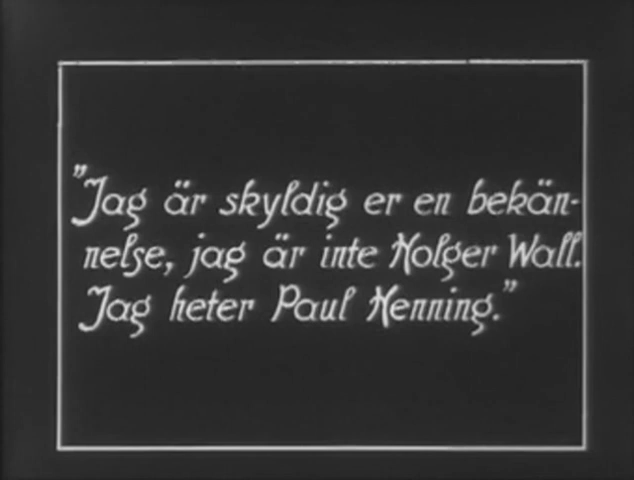 "Jag är skyldig er en bekän-
nelse, jag är inte Holger Wall.
Jag heter Paul Henning."